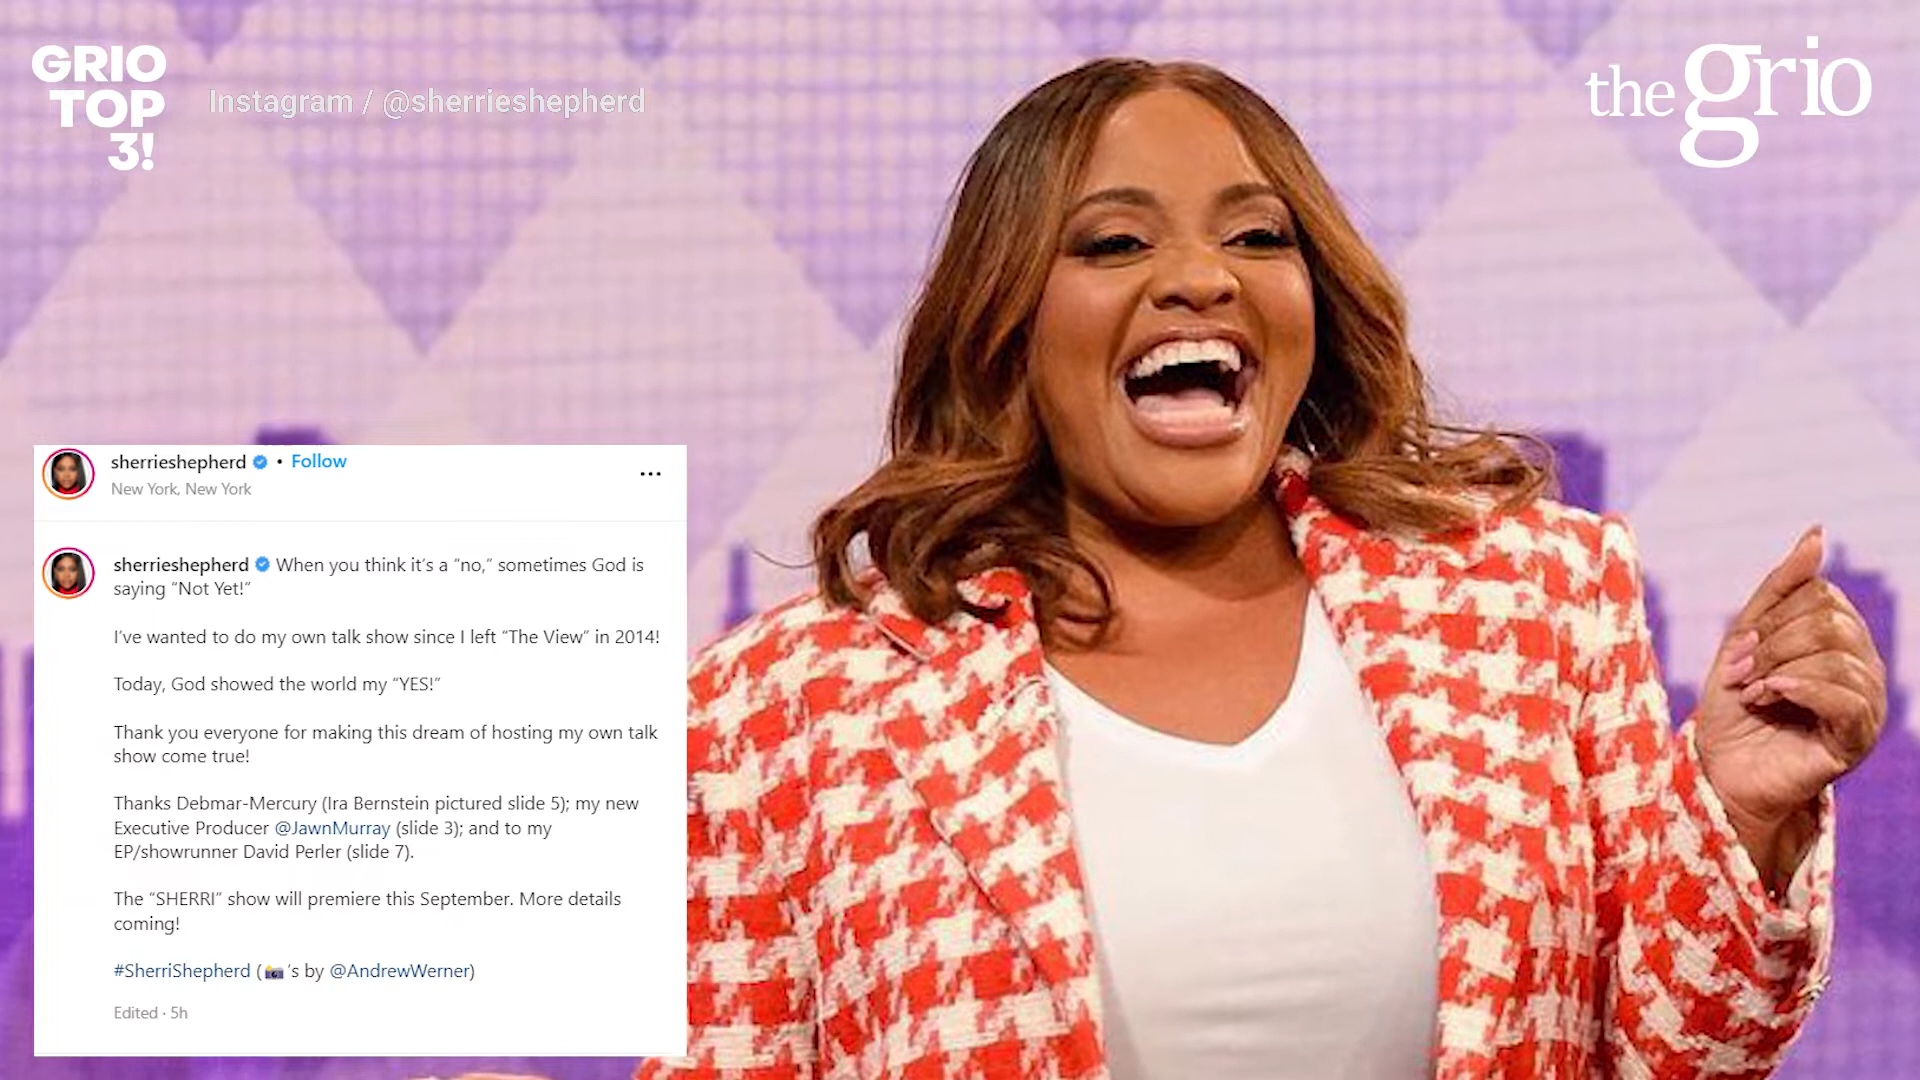 GRIO
TOP
3!
Instagram / @sherrieshepherd
the grio
sherrieshepherd • Follow
New York, New York
sherrieshepherd When you think it's a "no," sometimes God is
saying "Not Yet!"
I've wanted to do my own talk show since I left "The View" in 2014!
Today, God showed the world my "YES!"
Thank you everyone for making this dream of hosting my own talk
show come true!
Thanks Debmar-Mercury (Ira Bernstein pictured slide 5); my new
Executive Producer @JawnMurray (slide 3); and to my
EP/showrunner David Perler (slide 7).
The "SHERRI" show will premiere this September. More details
coming!
#SherriShepherd (📸's by @AndrewWerner)
Edited · 5h